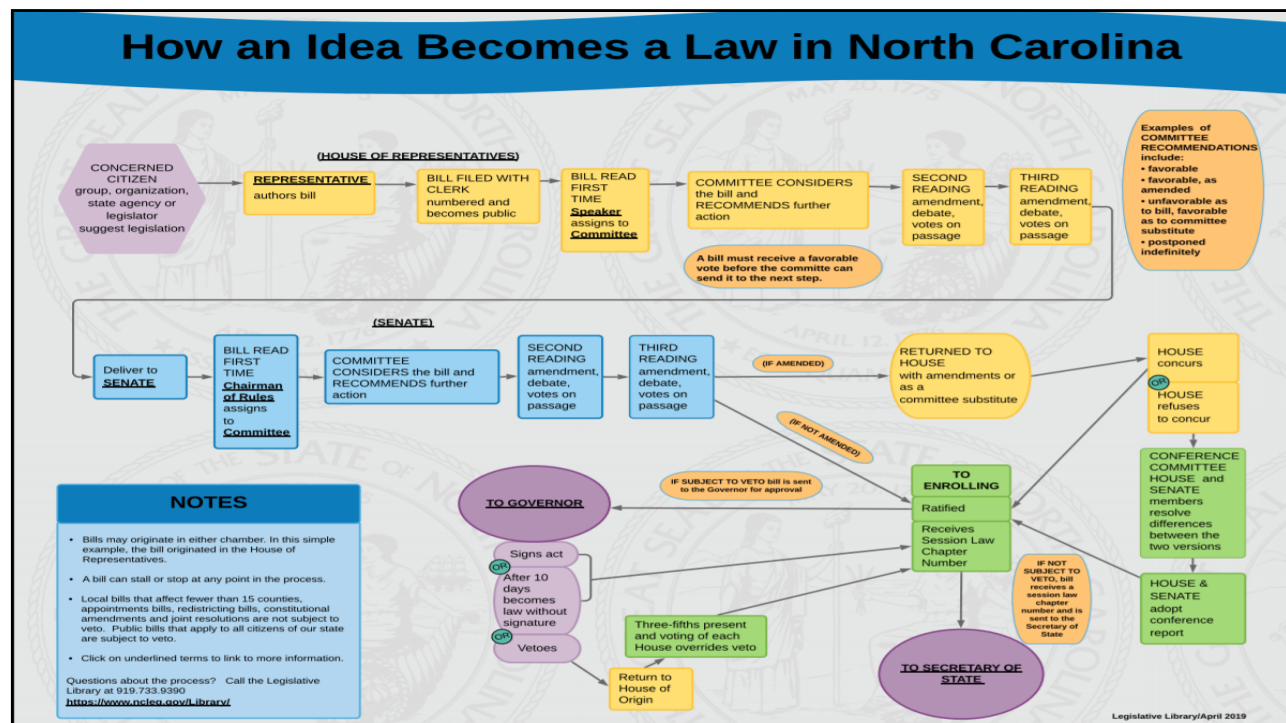 How an Idea Becomes a Law in North Carolina
(HOUSE OF REPRESENTATIVES)
CONCERNED
CITIZEN
group, organization,
state agency or
legislator
suggest legislation
REPRESENTATIVE
authors bill
BILL FILED WITH
CLERK
numbered and
becomes public
BILL READ
FIRST
TIME
Speaker
assigns to
Committee
COMMITTEE CONSIDERS
the bill and
RECOMMENDS further
action
A bill must receive a favorable
vote before the committe can
send it to the next step.
SECOND
READING
amendment,
debate,
votes on
passage
THIRD
READING
amendment,
debate,
votes on
passage
Examples of
COMMITTEE
RECOMMENDATIONS
include:
• favorable
• favorable, as
amended
• unfavorable as
to bill, favorable
as to committee
substitute
• postponed
indefinitely
(SENATE)
Deliver to
SENATE
BILL READ
FIRST
TIME
Chairman
of Rules
assigns
to
Committee
COMMITTEE
CONSIDERS the bill and
RECOMMENDS further
action
SECOND
READING
amendment,
debate,
votes on
passage
THIRD
READING
amendment,
debate,
votes on
passage
(IF AMENDED)
(IF NOT AMENDED)
RETURNED TO
HOUSE
with amendments or
as a
committee substitute
HOUSE
concurs
OR
HOUSE
refuses
to concur
CONFERENCE
COMMITTEE
HOUSE and
SENATE
members
resolve
differences
between the
two versions
HOUSE &
SENATE
adopt
conference
report
TO
ENROLLING
Ratified
Receives
Session Law
Chapter
Number
IF SUBJECT TO VETO bill is sent
to the Governor for approval
IF NOT
SUBJECT TO
VETO, bill
receives a
session law
chapter
number and is
sent to the
Secretary of
State
TO GOVERNOR
Signs act
OR
After 10
days
becomes
law without
signature
OR
Vetoes
Return to
House of
Origin
Three-fifths present
and voting of each
House overrides veto
TO SECRETARY OF
STATE
NOTES
• Bills may originate in either chamber. In this simple
example, the bill originated in the House of
Representatives.
• A bill can stall or stop at any point in the process.
• Local bills that affect fewer than 15 counties,
appointments bills, redistricting bills, constitutional
amendments and joint resolutions are not subject to
veto. Public bills that apply to all citizens of our state
are subject to veto.
• Click on underlined terms to link to more information.
Questions about the process? Call the Legislative
Library at 919.733.9390
https://www.ncleg.gov/Library/
Legislative Library/April 2019